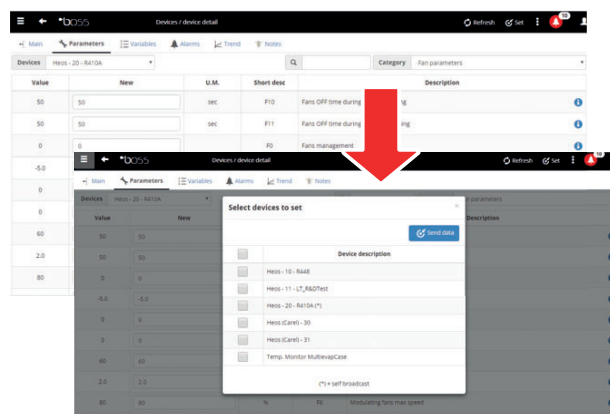 boss Devices / device detail Refresh Set 10
Main Parameters Variables Alarms Trend Notes
Devices Heos - 20 - R410A Category Fan parameters
Value New U.M. Short desc Description
50 50 sec F10 Fans OFF time during
50 50 sec F11 Fans OFF time during
0 0 F0 Fans management
-5.0
0
0
60
2.0
80
boss Devices / device detail Refresh Set 10
Main Parameters Variables Alarms Trend Notes
Devices Heos - 20 - R410A parameters
Value New Description
50 50
50 50
0 0
-5.0 -5.0
0 0
0 0
60 60
2.0 2.0
80 80 % F6 Modulating fans max speed
Select devices to set ×
Send data
Device description
Heos - 10 - R448
Heos - 11 - LT_R&DTest
Heos - 20 - R410A (*)
Heos (Carel) - 30
Heos (Carel) - 31
Temp. Monitor MultievapCase
(*) = self broadcast